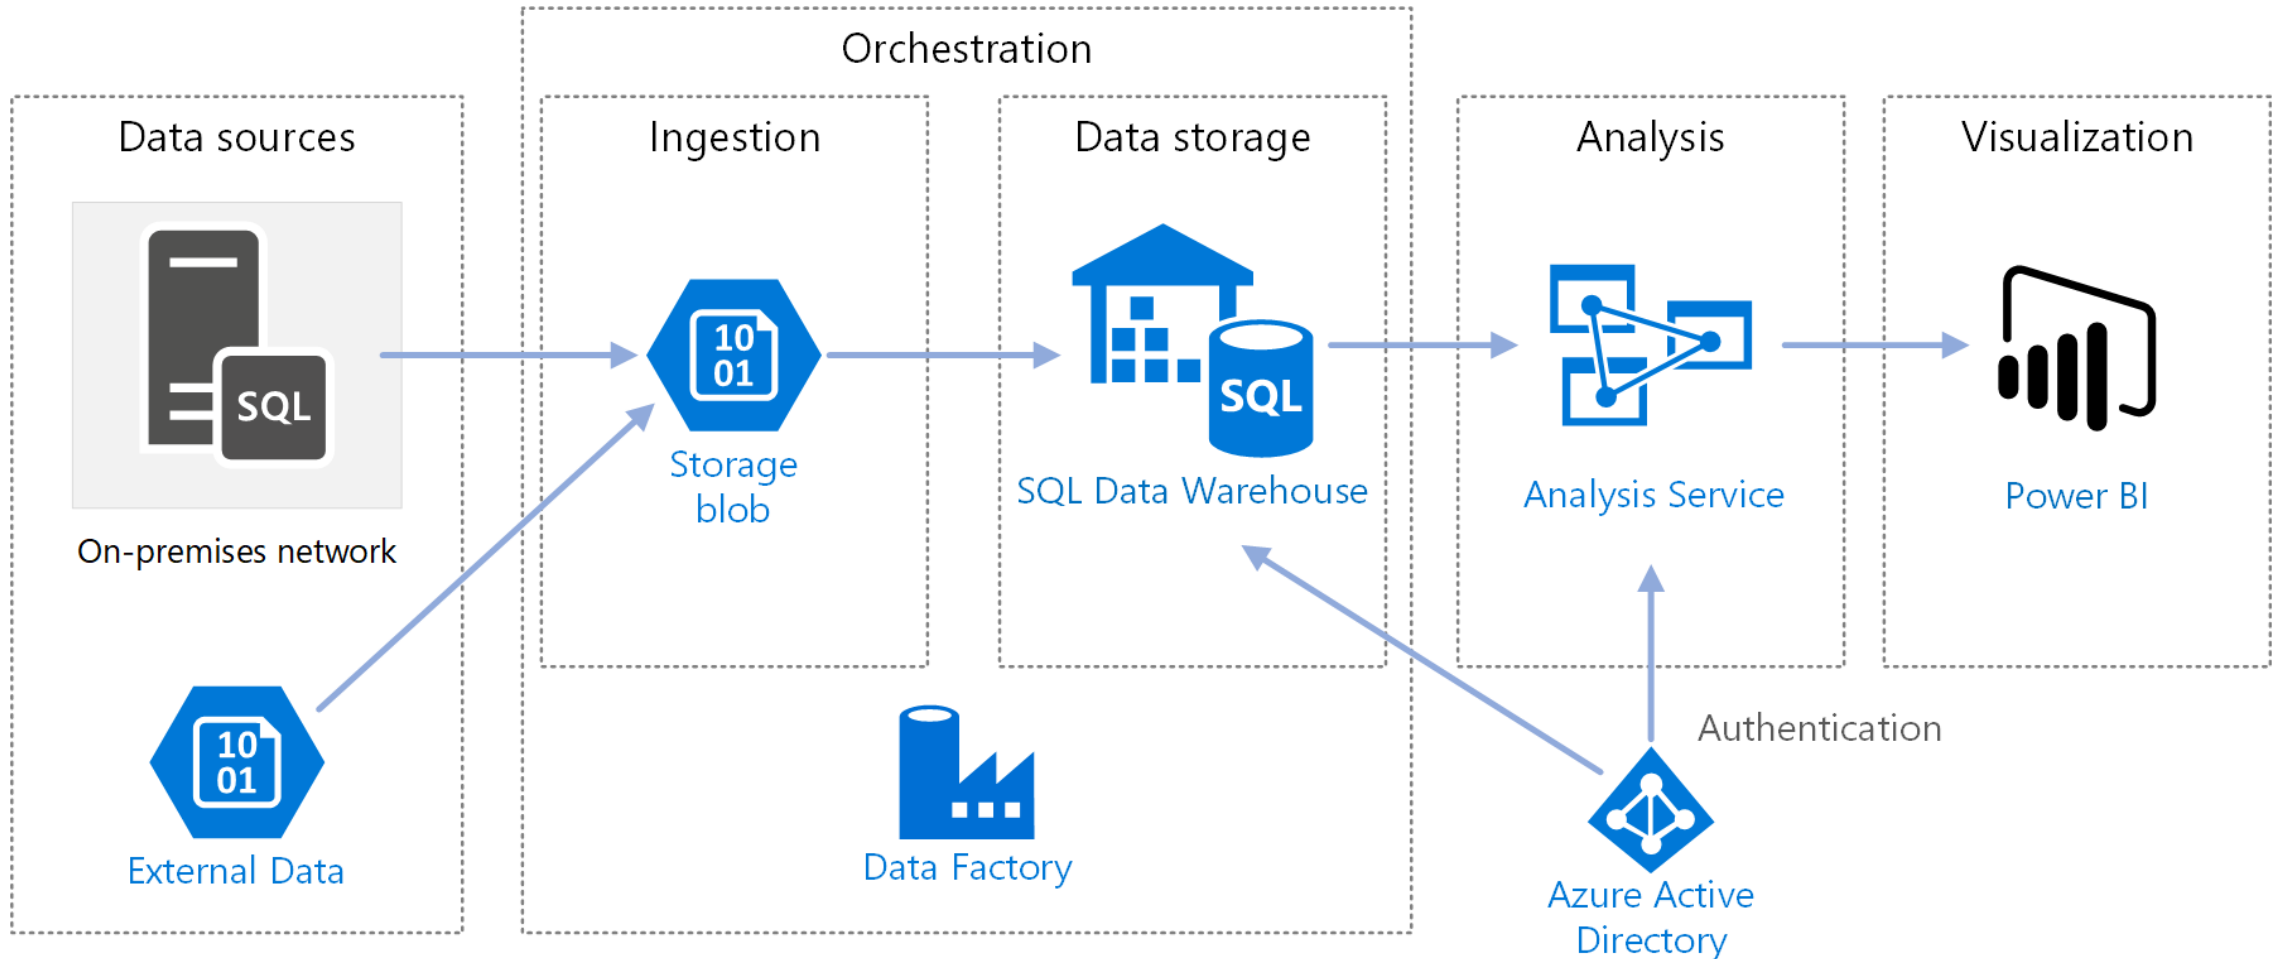 Orchestration
Data sources
Ingestion
Data storage
Analysis
Visualization
SQL
10
01
SQL
Storage
blob
SQL Data Warehouse
Analysis Service
Power BI
On-premises network
10
01
External Data
Data Factory
Authentication
Azure Active
Directory